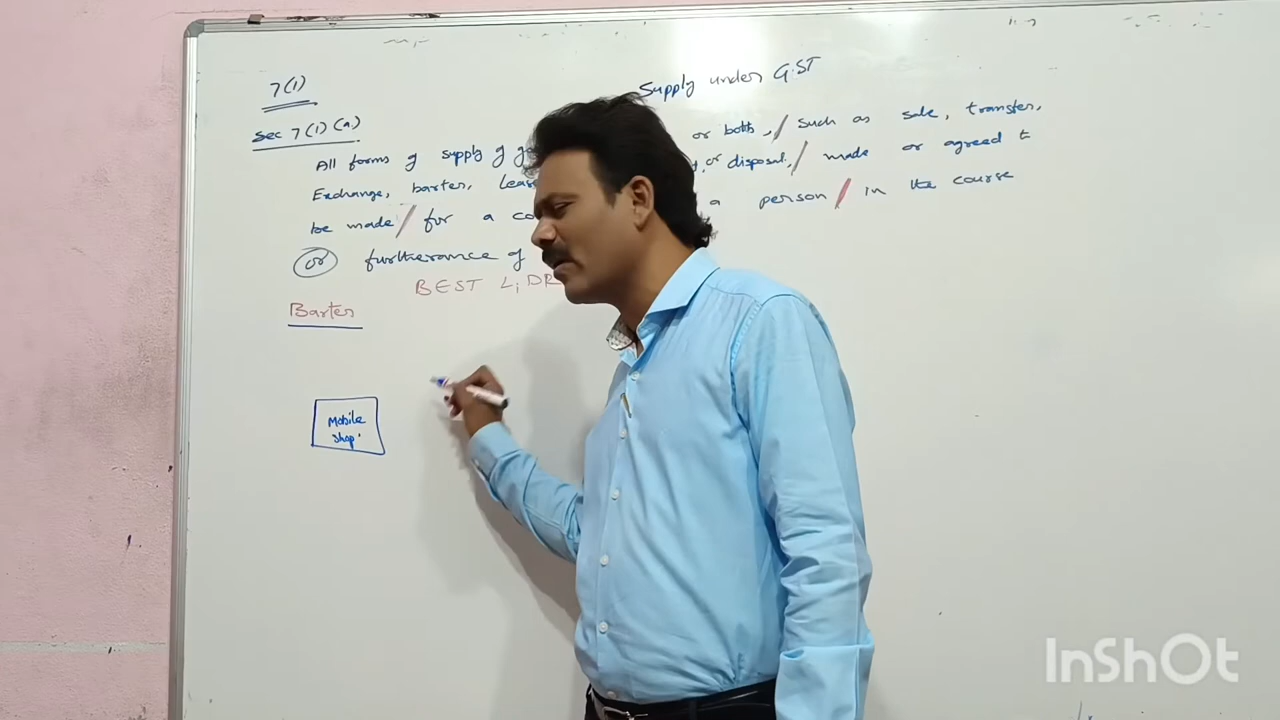 7(1)
Supply under GST
Sec 7(1)(a)
All forms of supply of or both, / such as sale, transfer,
Exchange, barter, or disposal, / made or agreed to
be made / for a a person / in the course
or furtherance of
BEST L, DR
Barter
Mobile
Shop
InShOt